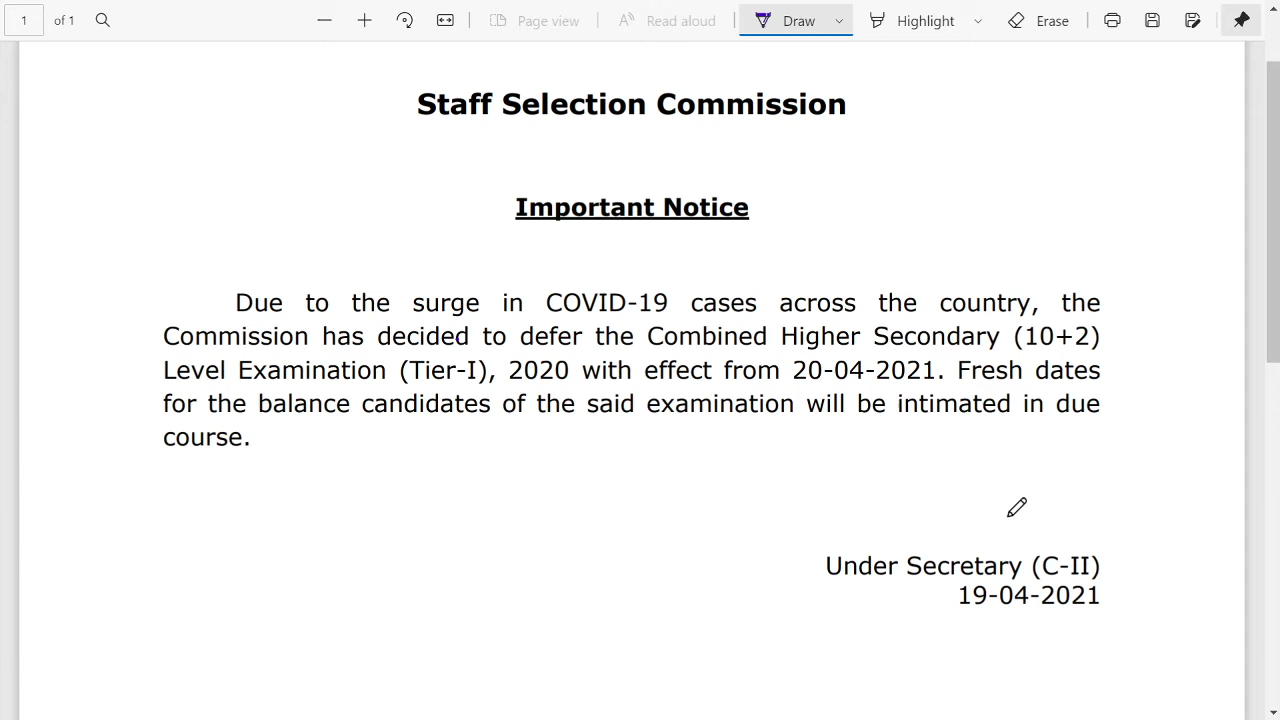 1 of 1 Page view Read aloud Draw Highlight Erase
Staff Selection Commission
Important Notice
Due to the surge in COVID-19 cases across the country, the
Commission has decided to defer the Combined Higher Secondary (10+2)
Level Examination (Tier-I), 2020 with effect from 20-04-2021. Fresh dates
for the balance candidates of the said examination will be intimated in due
course.
Under Secretary (C-II)
19-04-2021